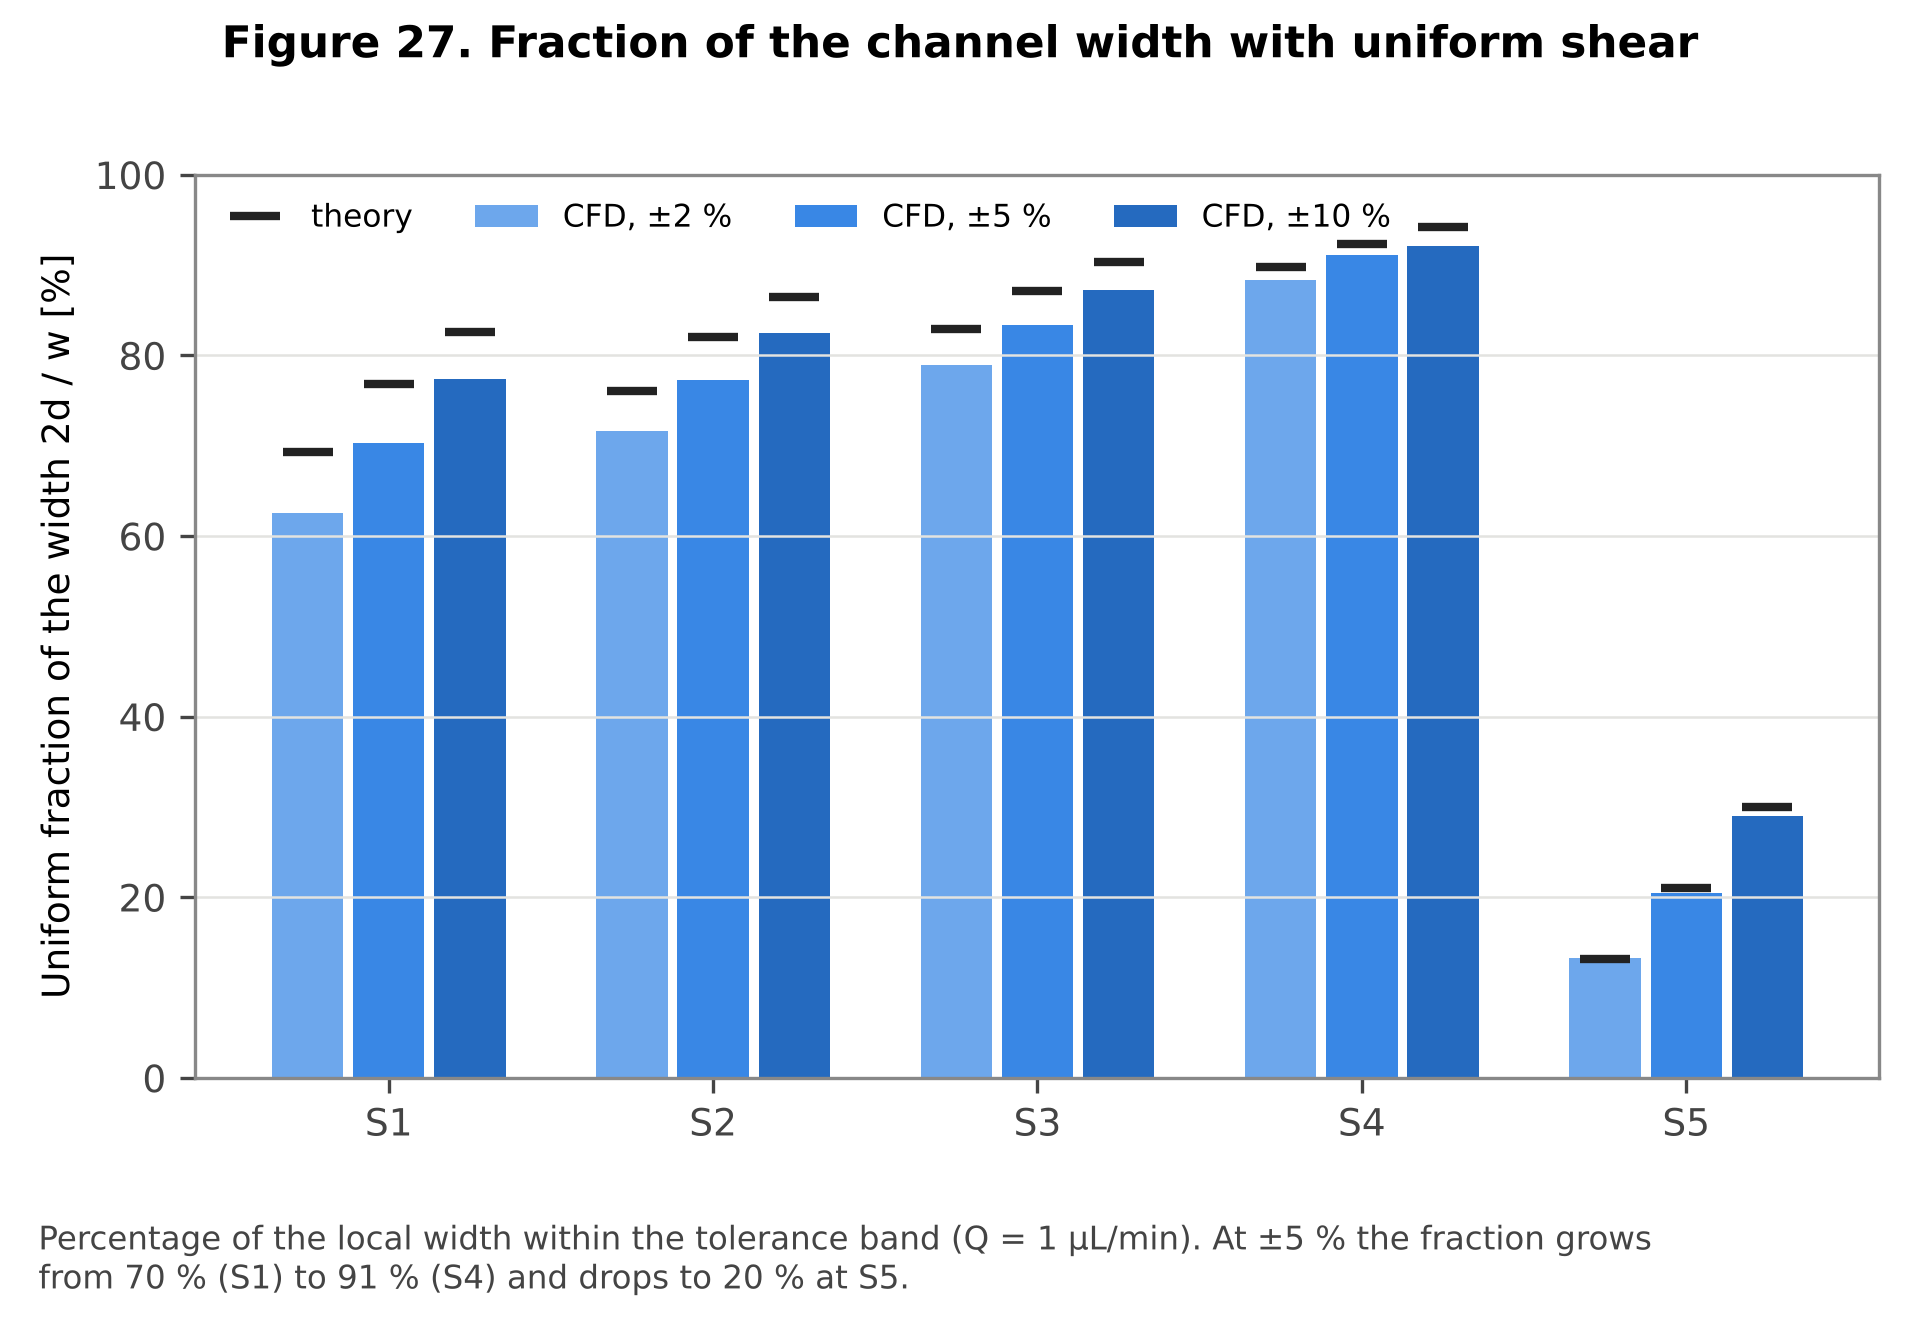 Figure 27. Fraction of the channel width with uniform shear
Uniform fraction of the width 2d / w [%]
100
80
60
40
20
0
theory
CFD, ±2 %
CFD, ±5 %
CFD, ±10 %
S1
S2
S3
S4
S5
Percentage of the local width within the tolerance band (Q = 1 µL/min). At ±5 % the fraction grows
from 70 % (S1) to 91 % (S4) and drops to 20 % at S5.